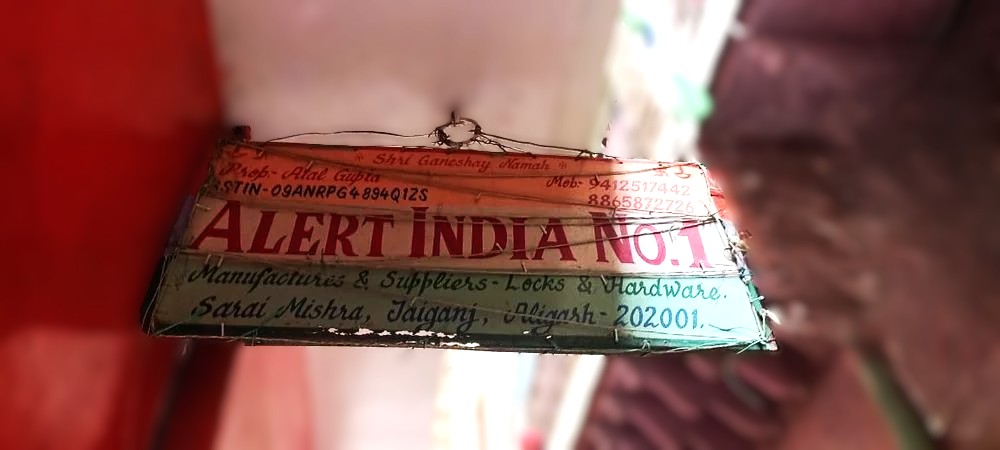 * Shri Ganeshay Namah *
Prop:- Atal Gupta Mob:- 9412517442
GSTIN-09ANRPG4894Q1ZS 8865872726
ALERT INDIA NO.1
Manufactures & Suppliers-Locks & Hardware.
Sarai Mishra, Jaiganj, Aligarh-202001.